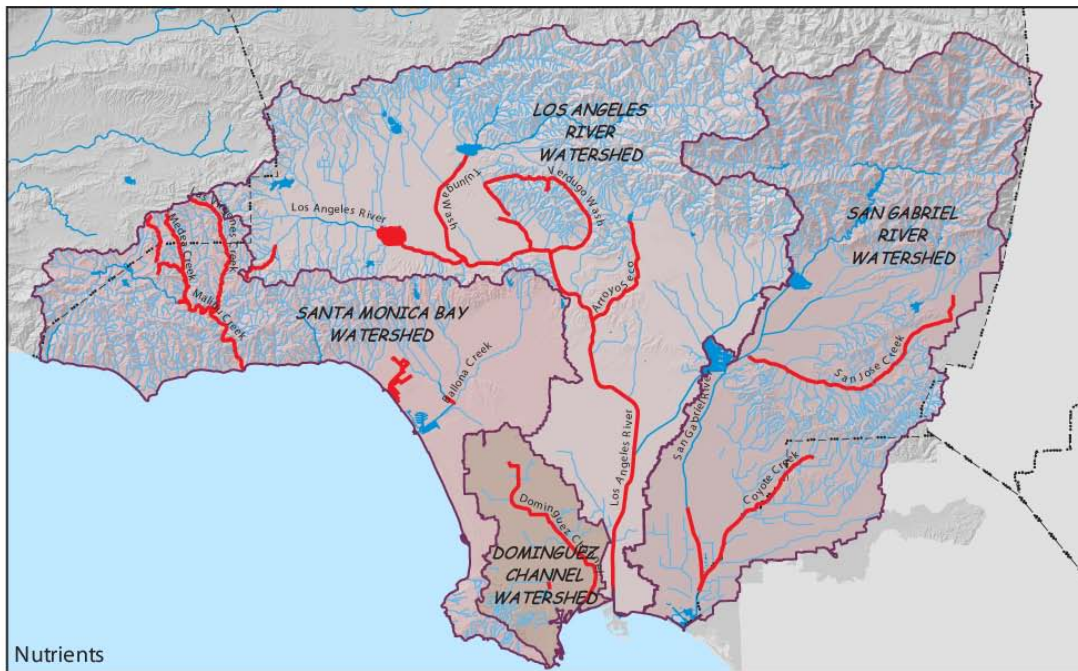 LOS ANGELES
RIVER
WATERSHED
Verdugo Wash
Tujunga
Wash
Los Angeles River
SAN GABRIEL
RIVER
WATERSHED
Medea Creek
Malibu Creek
Arroyo Seco
SANTA MONICA BAY
WATERSHED
Ballona Creek
San Jose Creek
San Gabriel River
Los Angeles River
Coyote Creek
Dominguez Channel
DOMINGUEZ
CHANNEL
WATERSHED
Nutrients